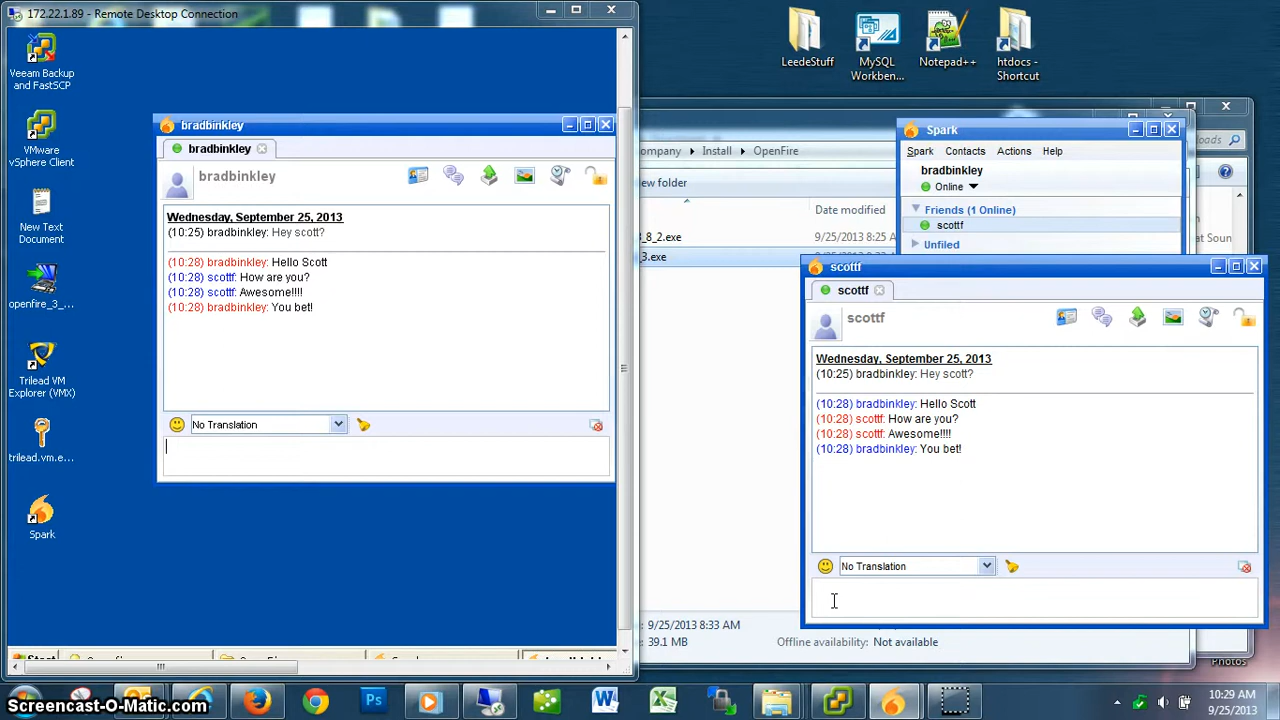 172.22.1.89 - Remote Desktop Connection
Veeam Backup
and FastSCP
VMware
vSphere Client
New Text
Document
openfire_3_...
Trilead VM
Explorer (VMX)
trilead.vm.e...
Spark
bradbinkley
bradbinkley
bradbinkley
Wednesday, September 25, 2013
(10:25) bradbinkley: Hey scott?
(10:28) bradbinkley: Hello Scott
(10:28) scottf: How are you?
(10:28) scottf: Awesome!!!!
(10:28) bradbinkley: You bet!
No Translation
LeedeStuff
MySQL
Workben...
Notepad++
htdocs -
Shortcut
Install
OpenFire
ew folder
Date modified
_8_2.exe
9/25/2013 8:25 A
_3.exe
Spark
Spark Contacts Actions Help
bradbinkley
Online
Friends (1 Online)
scottf
Unfiled
scottf
scottf
scottf
Wednesday, September 25, 2013
(10:25) bradbinkley: Hey scott?
(10:28) bradbinkley: Hello Scott
(10:28) scottf: How are you?
(10:28) scottf: Awesome!!!!
(10:28) bradbinkley: You bet!
No Translation
9/25/2013 8:33 AM
39.1 MB
Offline availability: Not available
Photos
Screencast-O-Matic.com
10:29 AM
9/25/2013